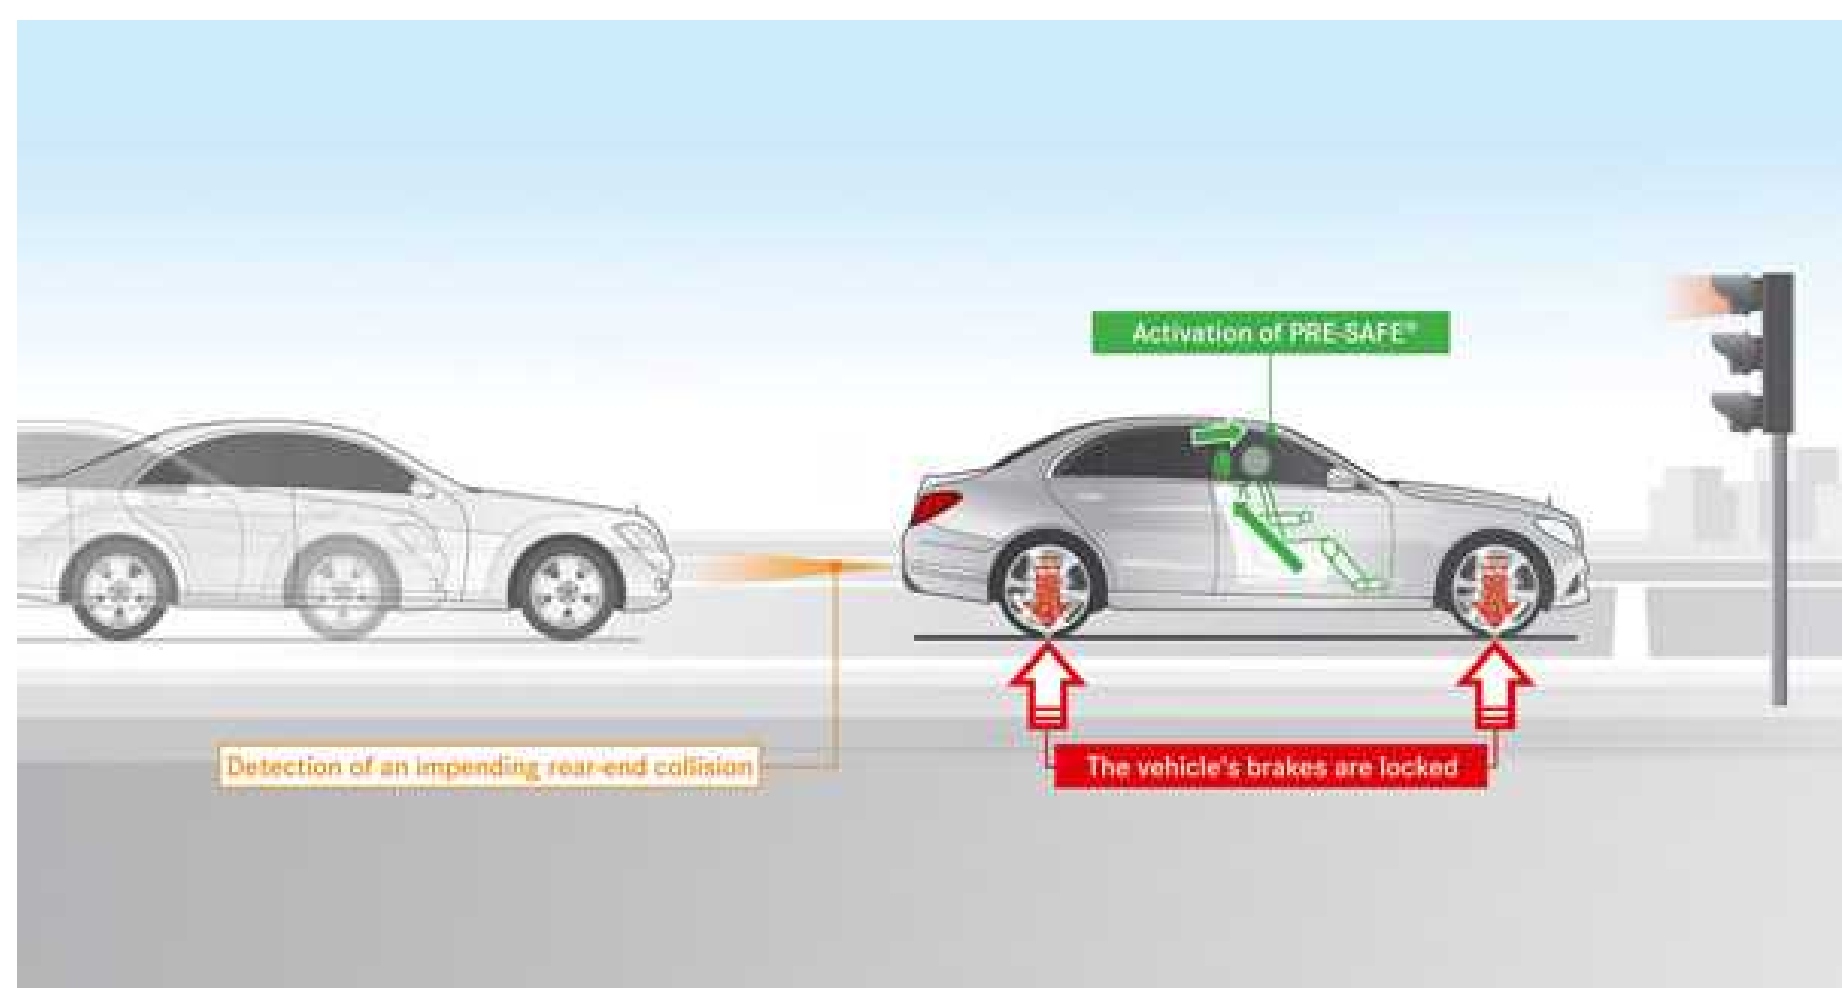 Activation of PRE-SAFE®
Detection of an impending rear-end collision
The vehicle's brakes are locked